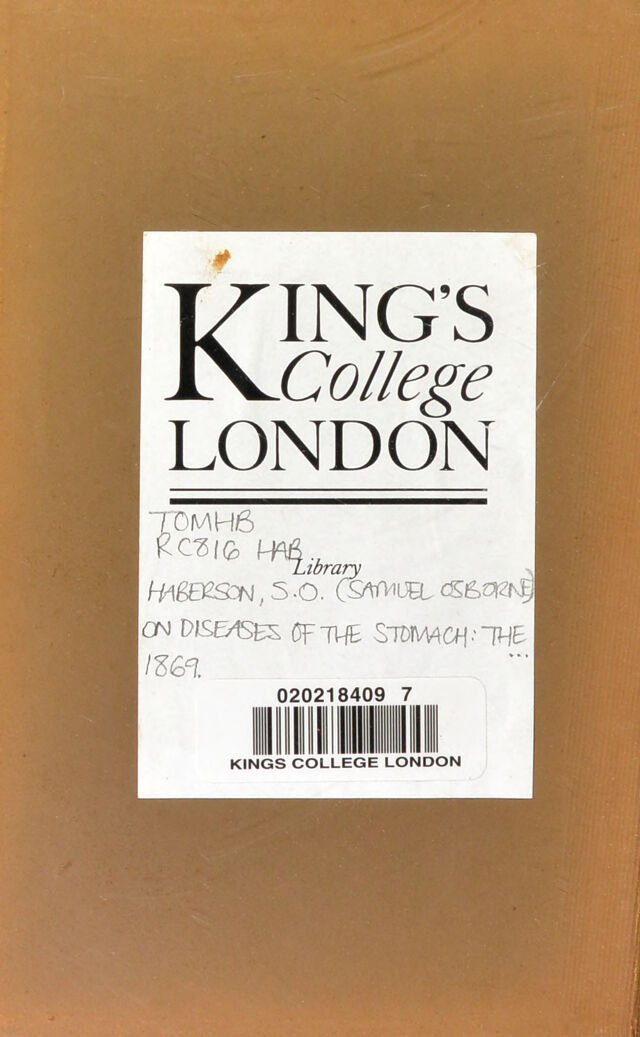 KING'S
College
LONDON
TOMHB
RC816 HAB
Library
HABERSON, S.O. (SAMUEL OSBORNE)
ON DISEASES OF THE STOMACH: THE ...
1869.
020218409 7
KINGS COLLEGE LONDON